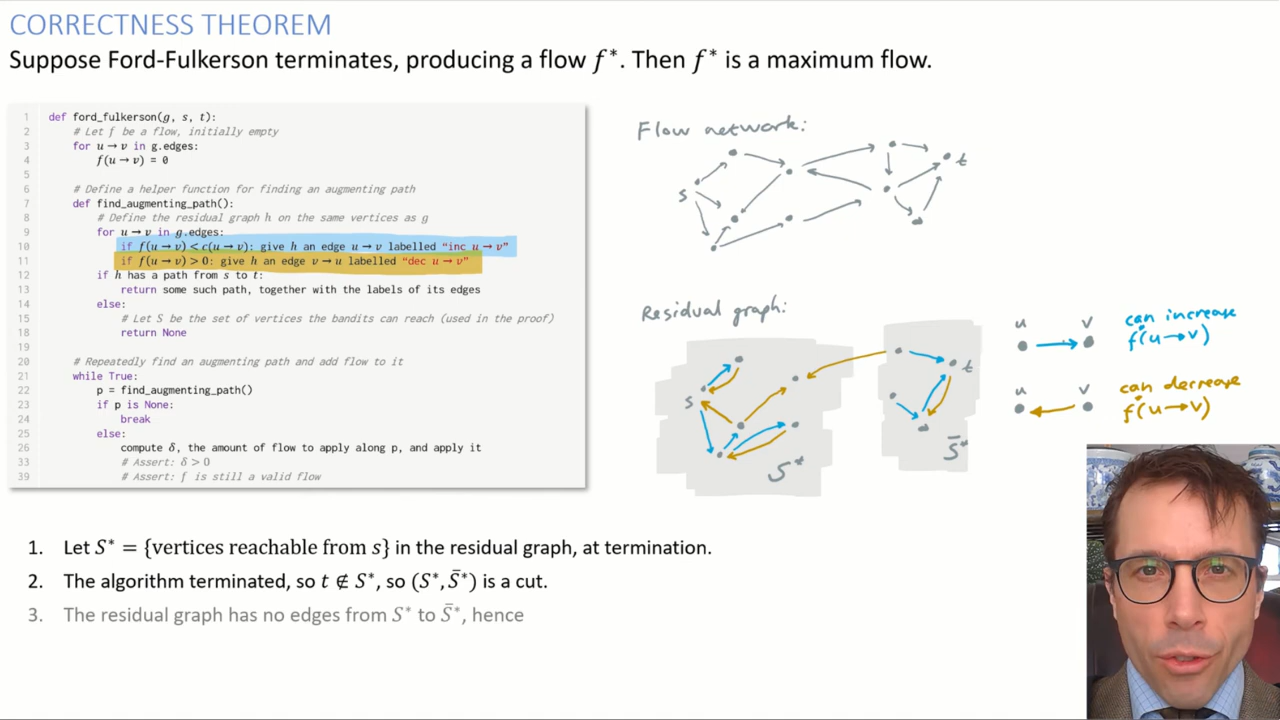 CORRECTNESS THEOREM
Suppose Ford-Fulkerson terminates, producing a flow f*. Then f* is a maximum flow.
1 def ford_fulkerson(g, s, t):
2 # Let f be a flow, initially empty
3 for u → v in g.edges:
4 f(u → v) = 0
5
6 # Define a helper function for finding an augmenting path
7 def find_augmenting_path():
8 # Define the residual graph h on the same vertices as g
9 for u → v in g.edges:
10 if f(u → v) < c(u → v): give h an edge u → v labelled “inc u → v”
11 if f(u → v) > 0: give h an edge v → u labelled “dec u → v”
12 if h has a path from s to t:
13 return some such path, together with the labels of its edges
14 else:
15 # Let S be the set of vertices the bandits can reach (used in the proof)
18 return None
19
20 # Repeatedly find an augmenting path and add flow to it
21 while True:
22 p = find_augmenting_path()
23 if p is None:
24 break
25 else:
26 compute δ, the amount of flow to apply along p, and apply it
33 # Assert: δ > 0
39 # Assert: f is still a valid flow
Flow network:
s
t
Residual graph:
s
t
S*
S̄*
u v can increase
f(u→v)
u v can decrease
f(u→v)
1. Let S* = {vertices reachable from s} in the residual graph, at termination.
2. The algorithm terminated, so t ∉ S*, so (S*, S̄*) is a cut.
3. The residual graph has no edges from S* to S̄*, hence